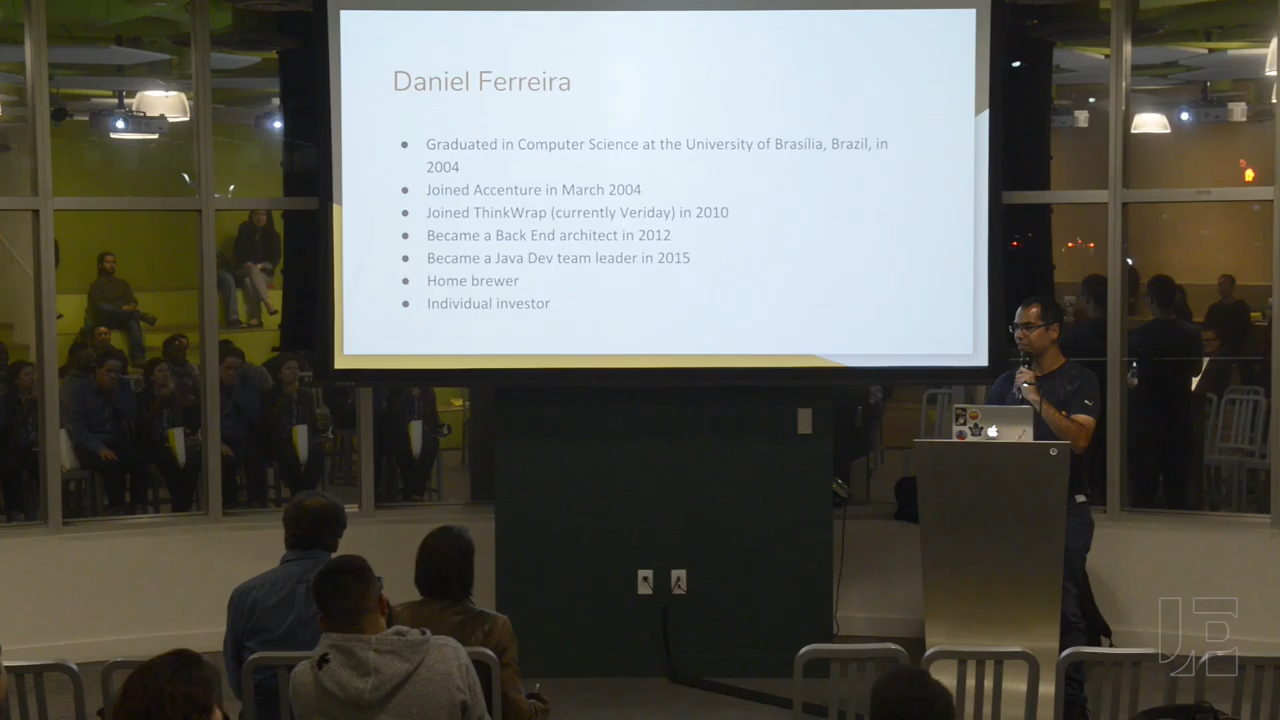 Daniel Ferreira
● Graduated in Computer Science at the University of Brasília, Brazil, in
2004
● Joined Accenture in March 2004
● Joined ThinkWrap (currently Veriday) in 2010
● Became a Back End architect in 2012
● Became a Java Dev team leader in 2015
● Home brewer
● Individual investor